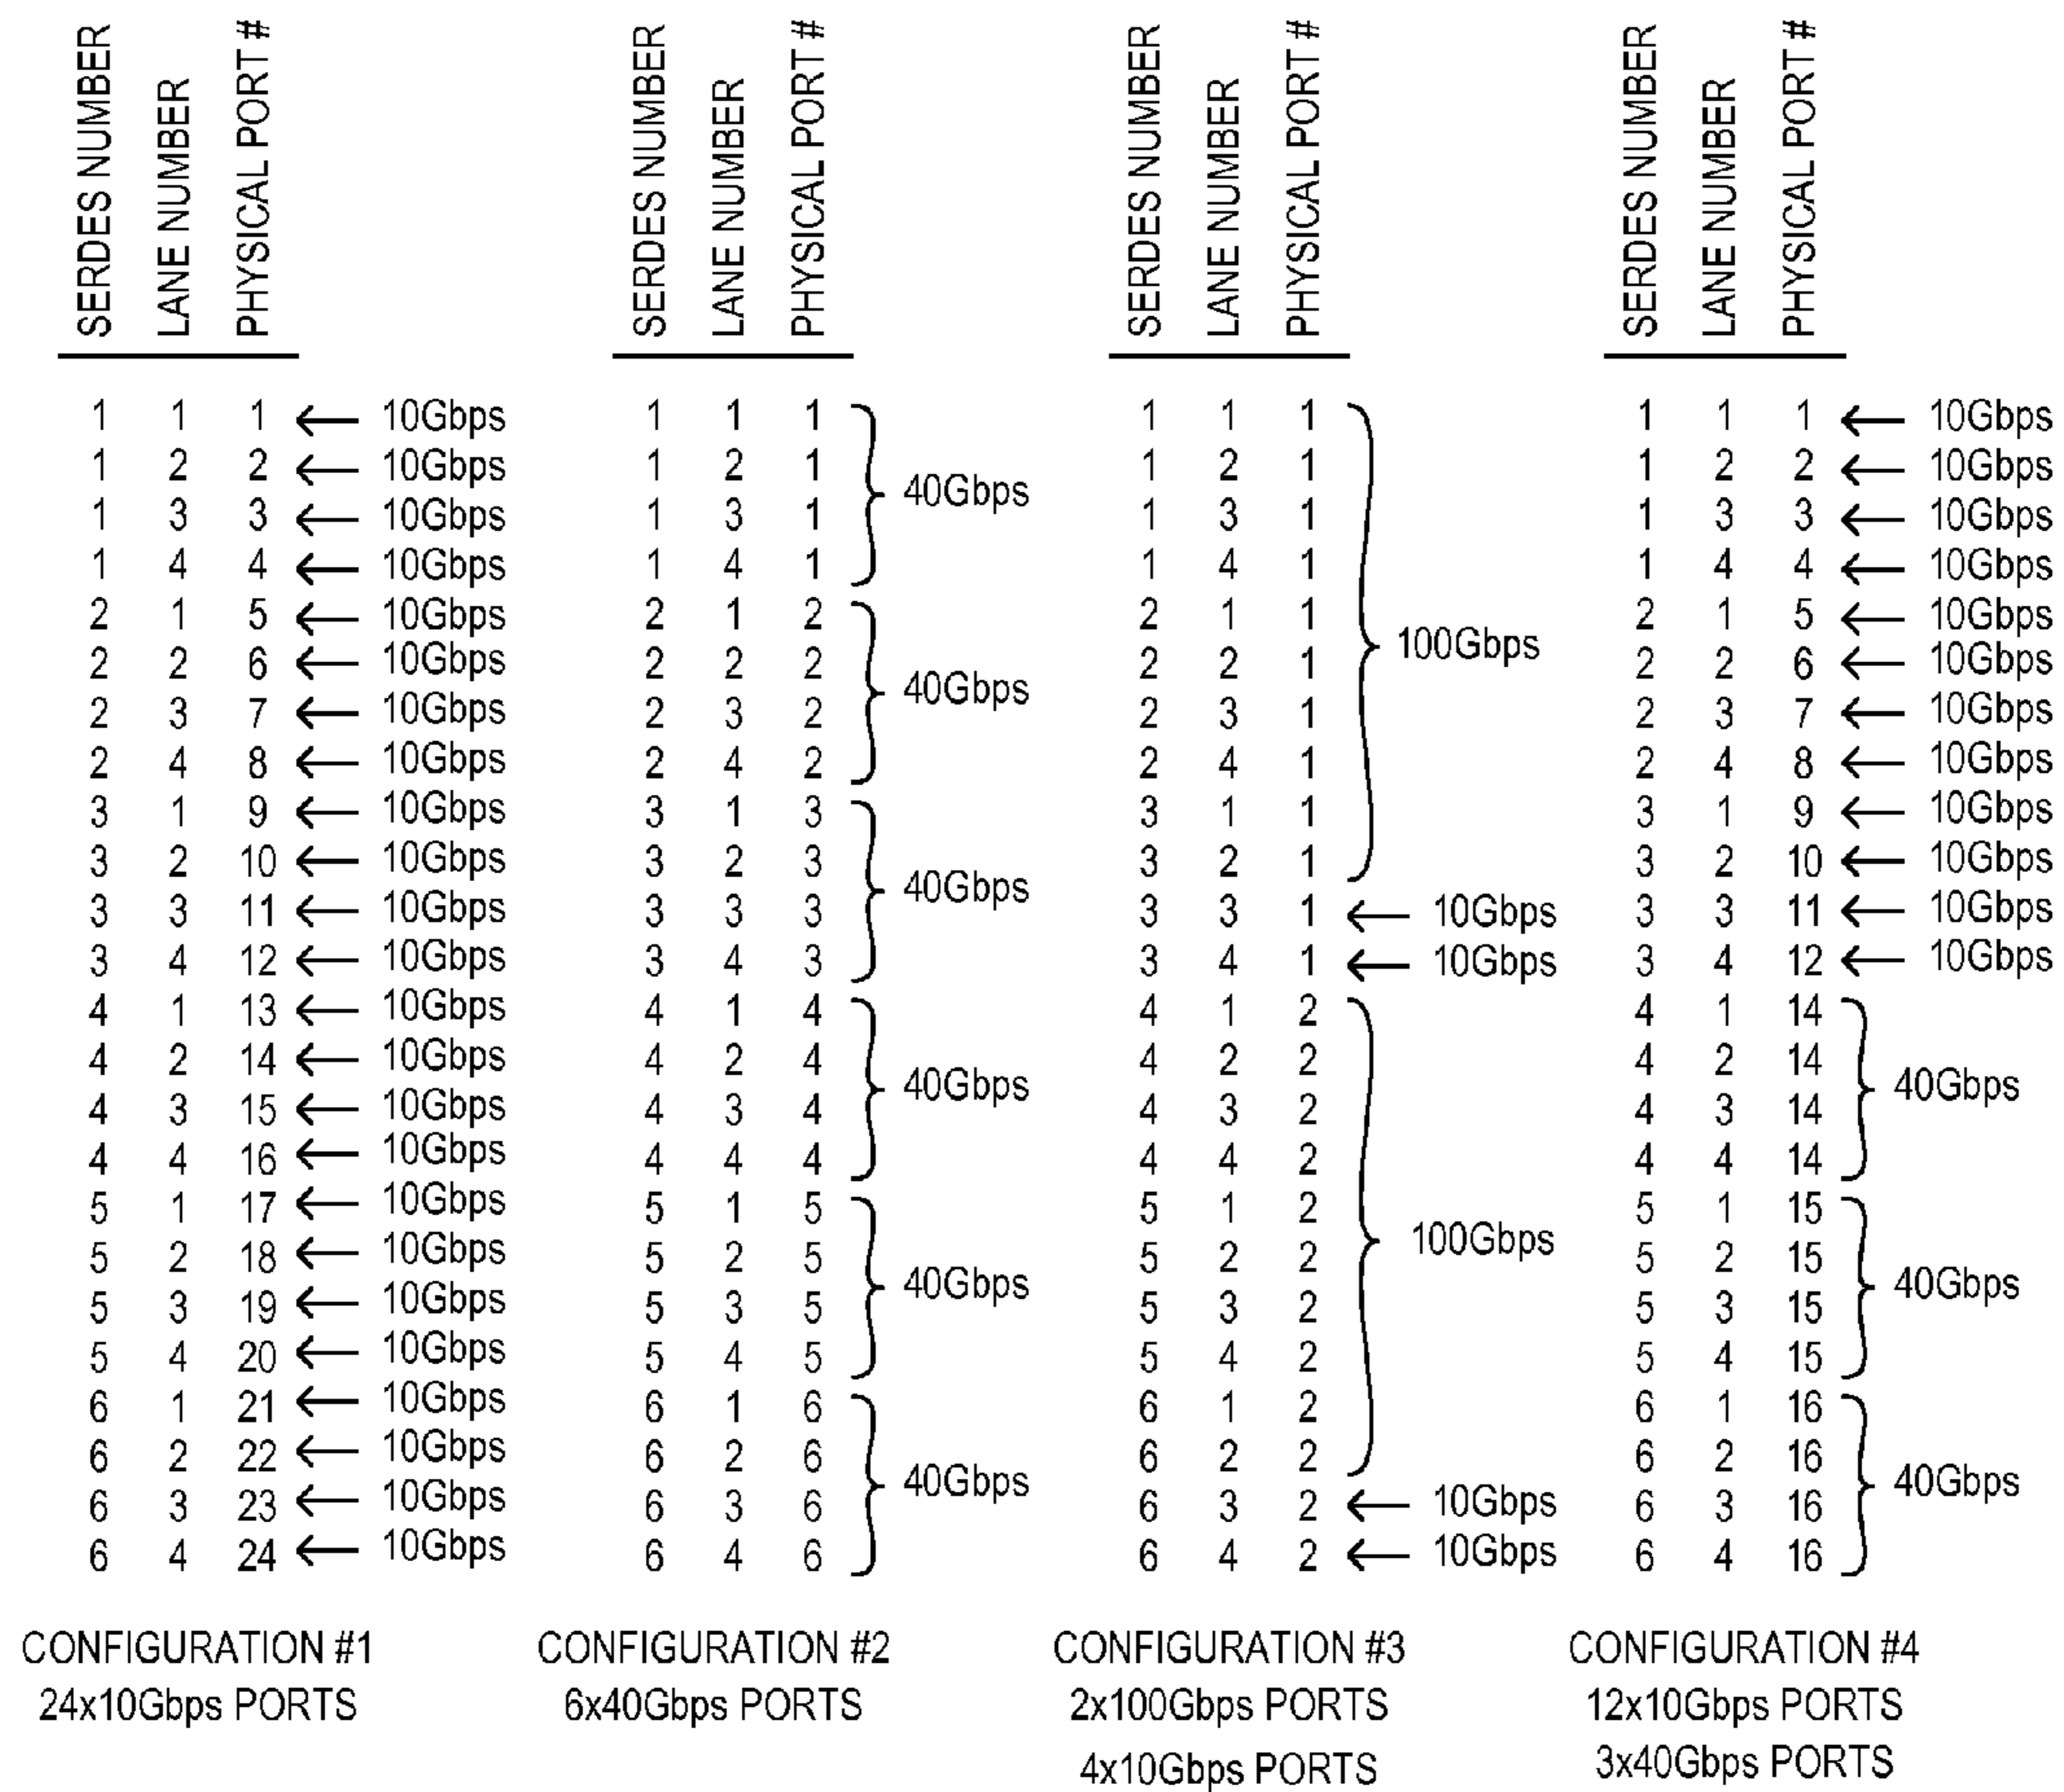 SERDES NUMBER LANE NUMBER PHYSICAL PORT # SERDES NUMBER LANE NUMBER PHYSICAL PORT # SERDES NUMBER LANE NUMBER PHYSICAL PORT # SERDES NUMBER LANE NUMBER PHYSICAL PORT #
1 1 1 10Gbps 1 1 1 1 1 1 1 1 1 10Gbps
1 2 2 10Gbps 1 2 1 1 2 1 1 2 2 10Gbps
40Gbps
1 3 3 10Gbps 1 3 1 1 3 1 1 3 3 10Gbps
1 4 4 10Gbps 1 4 1 1 4 1 1 4 4 10Gbps
2 1 5 10Gbps 2 1 2 2 1 1 2 1 5 10Gbps
100Gbps
2 2 6 10Gbps 2 2 2 2 2 1 2 2 6 10Gbps
40Gbps
2 3 7 10Gbps 2 3 2 2 3 1 2 3 7 10Gbps
2 4 8 10Gbps 2 4 2 2 4 1 2 4 8 10Gbps
3 1 9 10Gbps 3 1 3 3 1 1 3 1 9 10Gbps
3 2 10 10Gbps 3 2 3 3 2 1 3 2 10 10Gbps
40Gbps
3 3 11 10Gbps 3 3 3 3 3 1 10Gbps 3 3 11 10Gbps
3 4 12 10Gbps 3 4 3 3 4 1 10Gbps 3 4 12 10Gbps
4 1 13 10Gbps 4 1 4 4 1 2 4 1 14
4 2 14 10Gbps 4 2 4 4 2 2 4 2 14
40Gbps 40Gbps
4 3 15 10Gbps 4 3 4 4 3 2 4 3 14
4 4 16 10Gbps 4 4 4 4 4 2 4 4 14
5 1 17 10Gbps 5 1 5 5 1 2 5 1 15
100Gbps
5 2 18 10Gbps 5 2 5 5 2 2 5 2 15
40Gbps 40Gbps
5 3 19 10Gbps 5 3 5 5 3 2 5 3 15
5 4 20 10Gbps 5 4 5 5 4 2 5 4 15
6 1 21 10Gbps 6 1 6 6 1 2 6 1 16
6 2 22 10Gbps 6 2 6 6 2 2 6 2 16
40Gbps 40Gbps
6 3 23 10Gbps 6 3 6 6 3 2 10Gbps 6 3 16
6 4 24 10Gbps 6 4 6 6 4 2 10Gbps 6 4 16
CONFIGURATION #1 CONFIGURATION #2 CONFIGURATION #3 CONFIGURATION #4
24x10Gbps PORTS 6x40Gbps PORTS 2x100Gbps PORTS 12x10Gbps PORTS
4x10Gbps PORTS 3x40Gbps PORTS